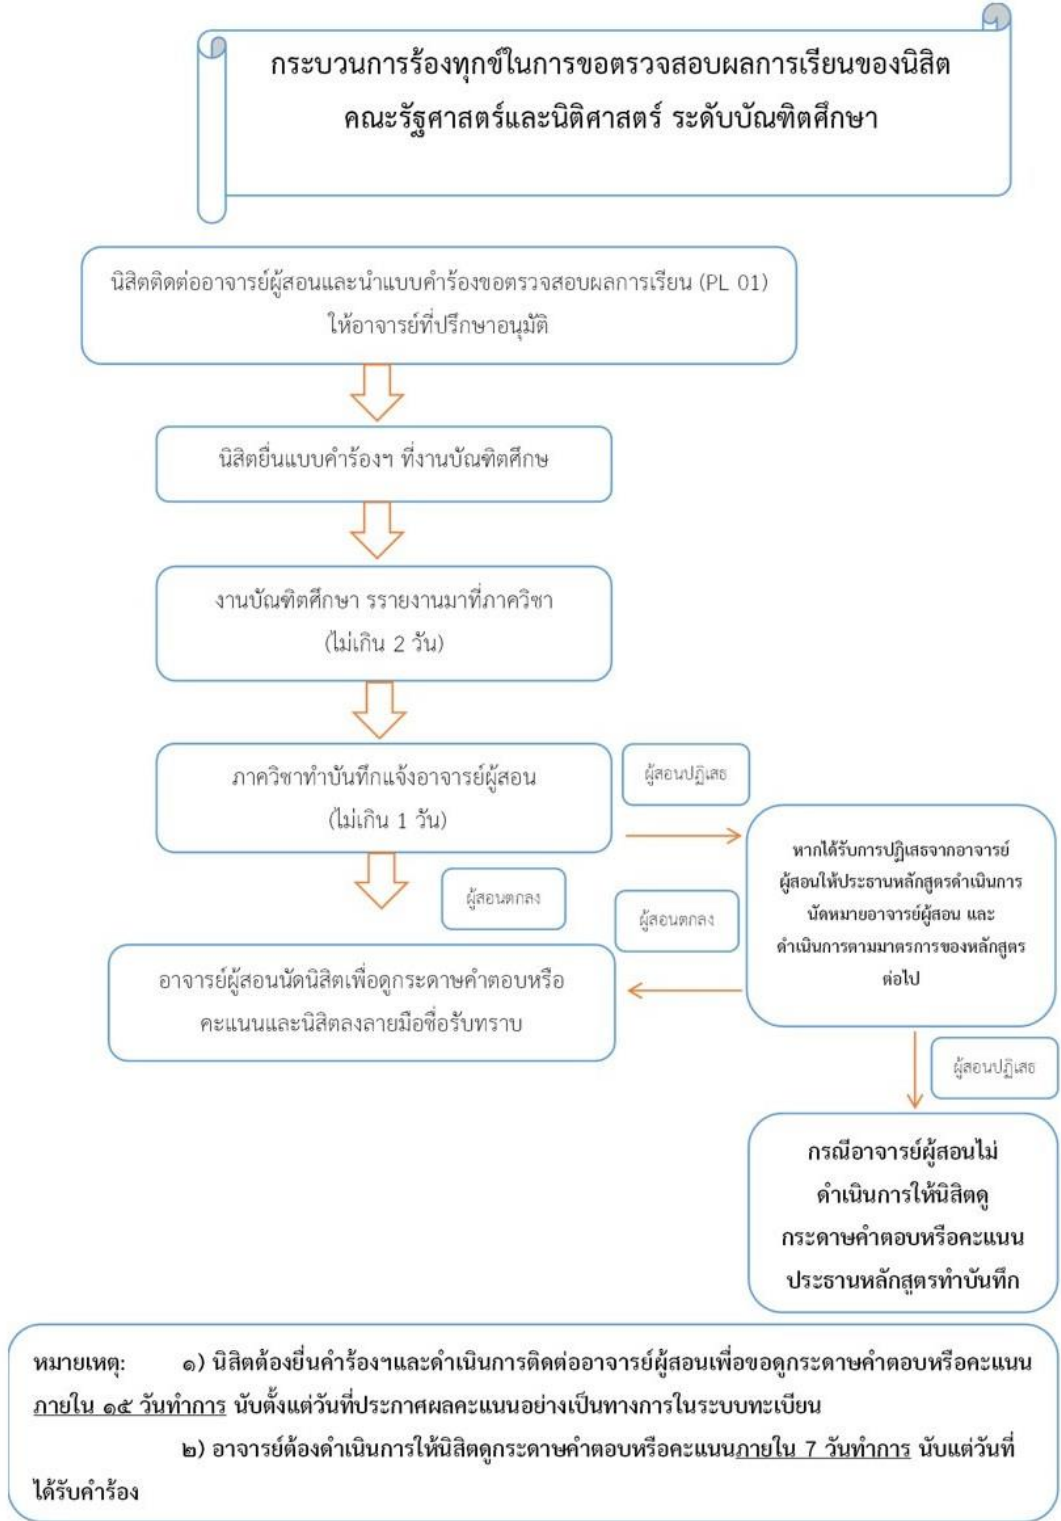 กระบวนการร้องทุกข์ในการขอตรวจสอบผลการเรียนของนิสิต
คณะรัฐศาสตร์และนิติศาสตร์ ระดับบัณฑิตศึกษา
นิสิตติดต่ออาจารย์ผู้สอนและนำแบบคำร้องขอตรวจสอบผลการเรียน (PL 01)
ให้อาจารย์ที่ปรึกษาอนุมัติ
นิสิตยื่นแบบคำร้องฯ ที่งานบัณฑิตศึกษ
งานบัณฑิตศึกษา รรายงานมาที่ภาควิชา
(ไม่เกิน 2 วัน)
ภาควิชาทำบันทึกแจ้งอาจารย์ผู้สอน
(ไม่เกิน 1 วัน)
ผู้สอนปฏิเสธ
หากได้รับการปฏิเสธจากอาจารย์
ผู้สอนให้ประธานหลักสูตรดำเนินการ
นัดหมายอาจารย์ผู้สอน และ
ดำเนินการตามมาตรการของหลักสูตร
ต่อไป
ผู้สอนตกลง
ผู้สอนตกลง
อาจารย์ผู้สอนนัดนิสิตเพื่อดูกระดาษคำตอบหรือ
คะแนนและนิสิตลงลายมือชื่อรับทราบ
ผู้สอนปฏิเสธ
กรณีอาจารย์ผู้สอนไม่
ดำเนินการให้นิสิตดู
กระดาษคำตอบหรือคะแนน
ประธานหลักสูตรทำบันทึก
หมายเหตุ: ๑) นิสิตต้องยื่นคำร้องฯและดำเนินการติดต่ออาจารย์ผู้สอนเพื่อขอดูกระดาษคำตอบหรือคะแนน
ภายใน ๑๕ วันทำการ นับตั้งแต่วันที่ประกาศผลคะแนนอย่างเป็นทางการในระบบทะเบียน
๒) อาจารย์ต้องดำเนินการให้นิสิตดูกระดาษคำตอบหรือคะแนนภายใน 7 วันทำการ นับแต่วันที่
ได้รับคำร้อง